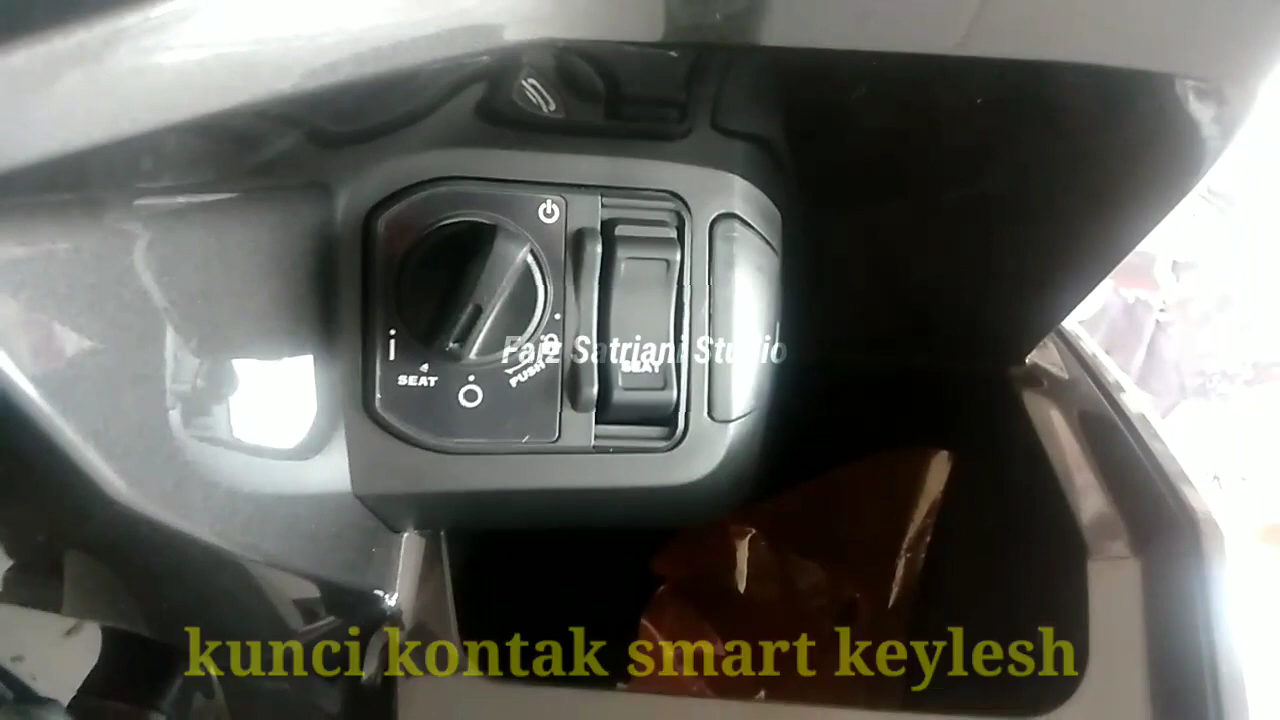 SEAT
PUSH
Faiz Satriani Studio
SEAT
kunci kontak smart keylesh